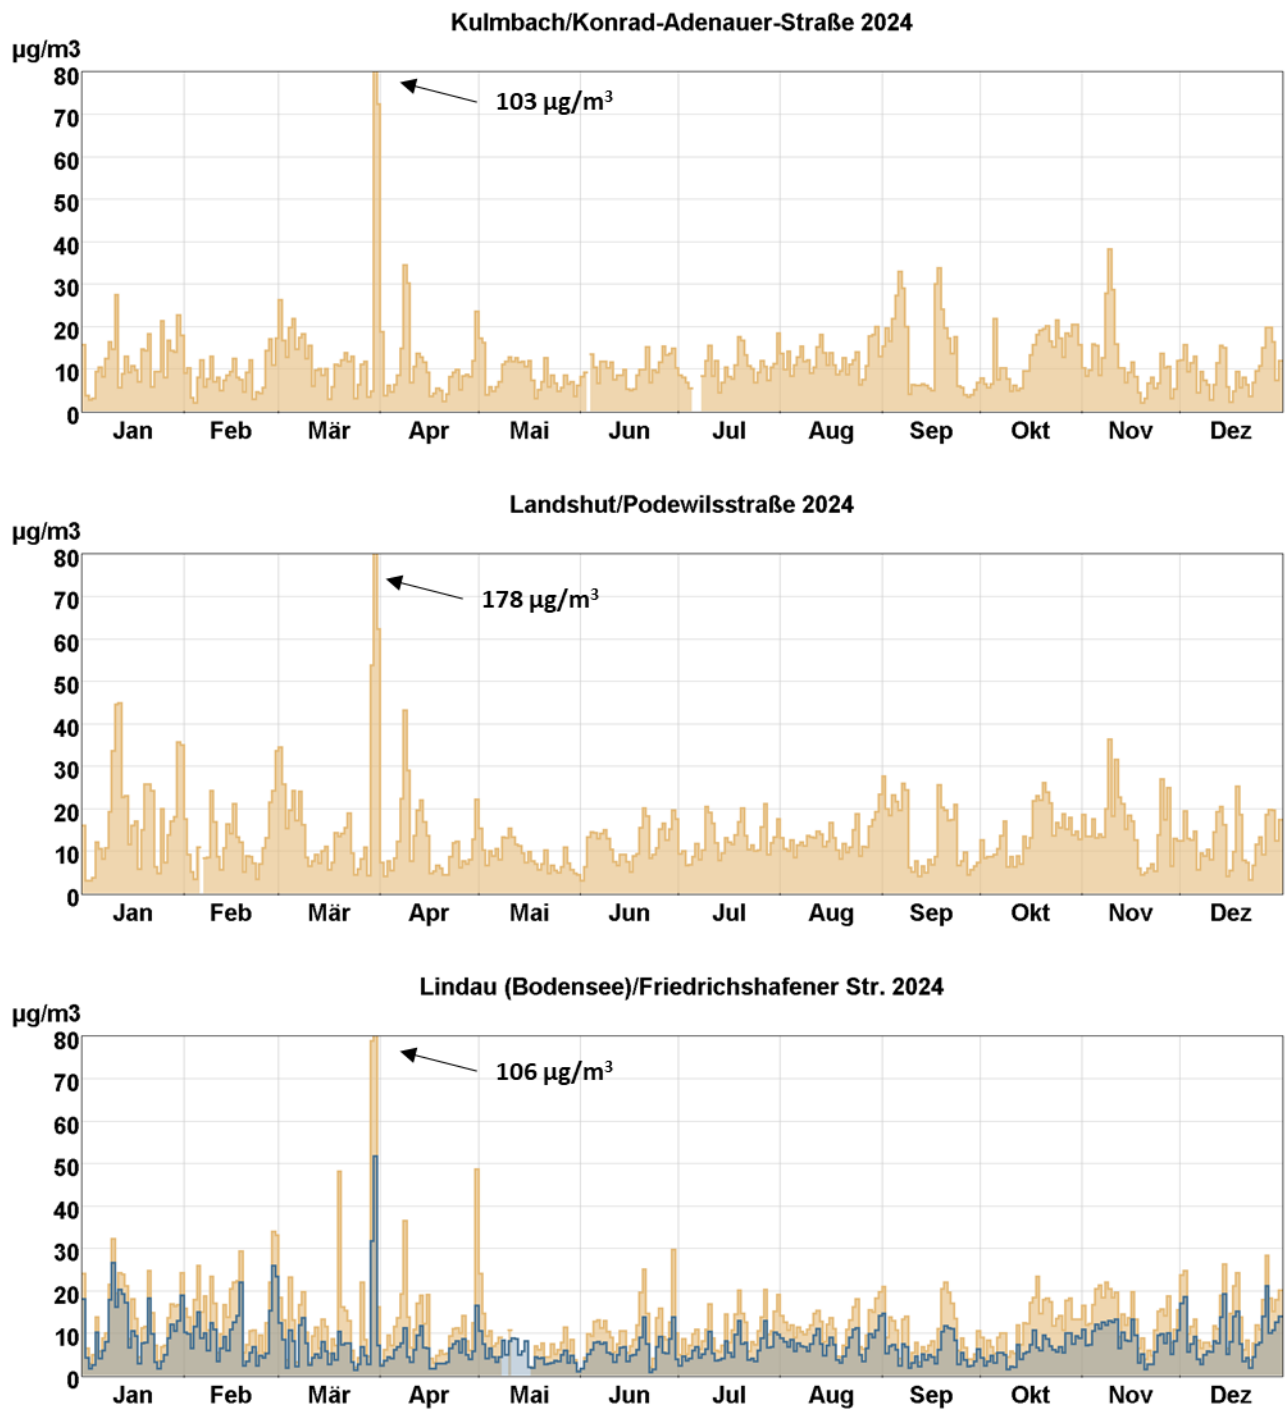 Kulmbach/Konrad-Adenauer-Straße 2024
µg/m3
80
103 µg/m³
70
60
50
40
30
20
10
0
Jan Feb Mär Apr Mai Jun Jul Aug Sep Okt Nov Dez
Landshut/Podewilsstraße 2024
µg/m3
80
178 µg/m³
70
60
50
40
30
20
10
0
Jan Feb Mär Apr Mai Jun Jul Aug Sep Okt Nov Dez
Lindau (Bodensee)/Friedrichshafener Str. 2024
µg/m3
80
106 µg/m³
70
60
50
40
30
20
10
0
Jan Feb Mär Apr Mai Jun Jul Aug Sep Okt Nov Dez